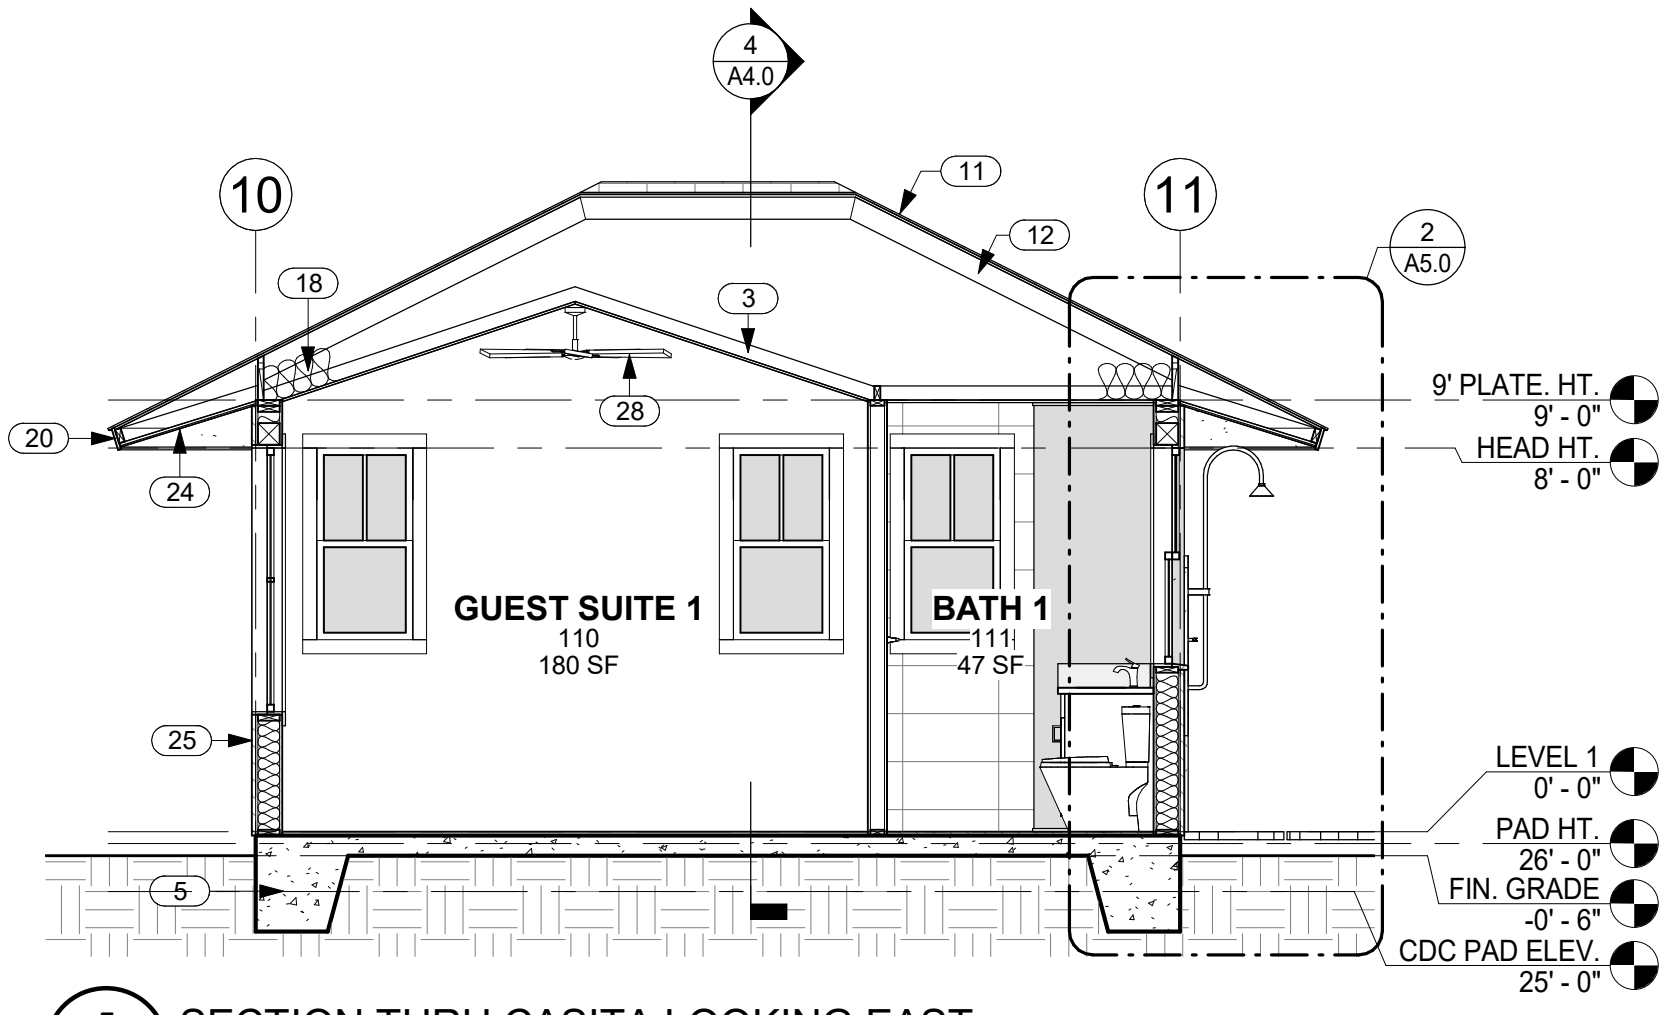 4
A4.0
10
11
11
12
2
A5.0
18
3
28
20
24
9' PLATE. HT.
9' - 0"
HEAD HT.
8' - 0"
GUEST SUITE 1
110
180 SF
BATH 1
111
47 SF
25
LEVEL 1
0' - 0"
PAD HT.
26' - 0"
5
FIN. GRADE
-0' - 6"
CDC PAD ELEV.
25' - 0"
SECTION THRU CASITA LOOKING EAST